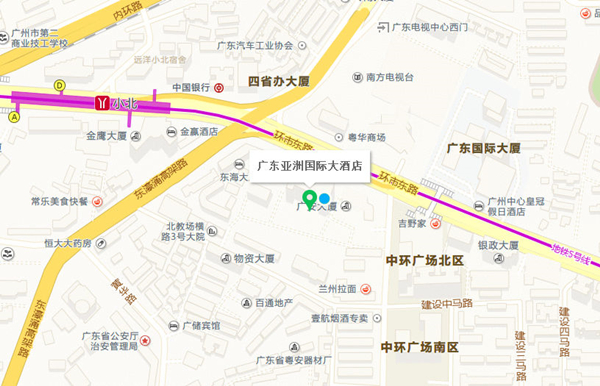 内环路
广州市第二
商业技工学校
远洋小北宿舍
广东汽车工业协会
广东电视中心西门
中国银行
四省办大厦
南方电视台
D
小北
A
金鹰大厦
金赢酒店
环市东路
粤华商场
广东国际大厦
东濠涌高架路
东海大
广东亚洲国际大酒店
环市东路
常乐美食快餐
广安大厦
广州中心皇冠
假日酒店
吉野家
北教场横
路3号大院
恒大大药房
物资大厦
中环广场北区
银政大厦
地铁5号线
兰州拉面
建设中马路
百通地产
东濠涌高架路
广东省公安厅
治安管理局
广储宾馆
壹航烟酒专卖
中环广场南区
广东省粤安器材厂
建设三马路
建设四马路